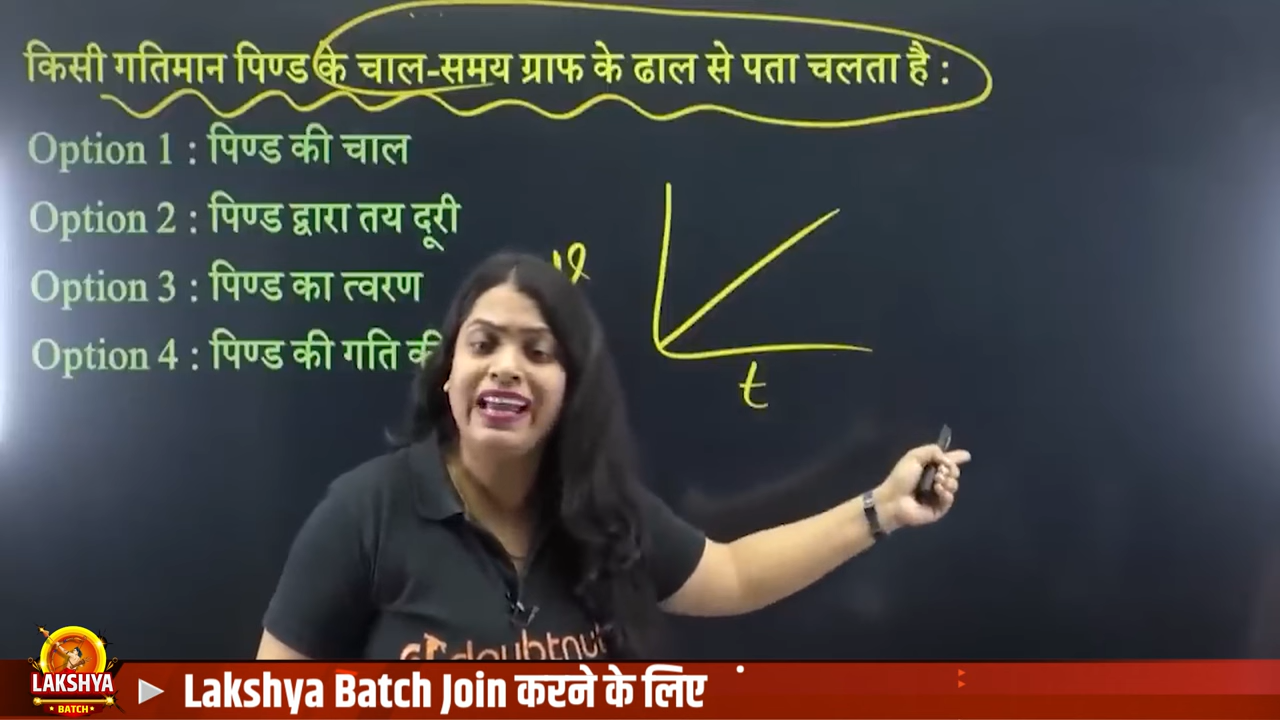 किसी गतिमान पिण्ड के चाल-समय ग्राफ के ढाल से पता चलता है :
Option 1 : पिण्ड की चाल
Option 2 : पिण्ड द्वारा तय दूरी
Option 3 : पिण्ड का त्वरण
Option 4 : पिण्ड की गति की
t
doubtnut
LAKSHYA
BATCH
Lakshya Batch Join करने के लिए